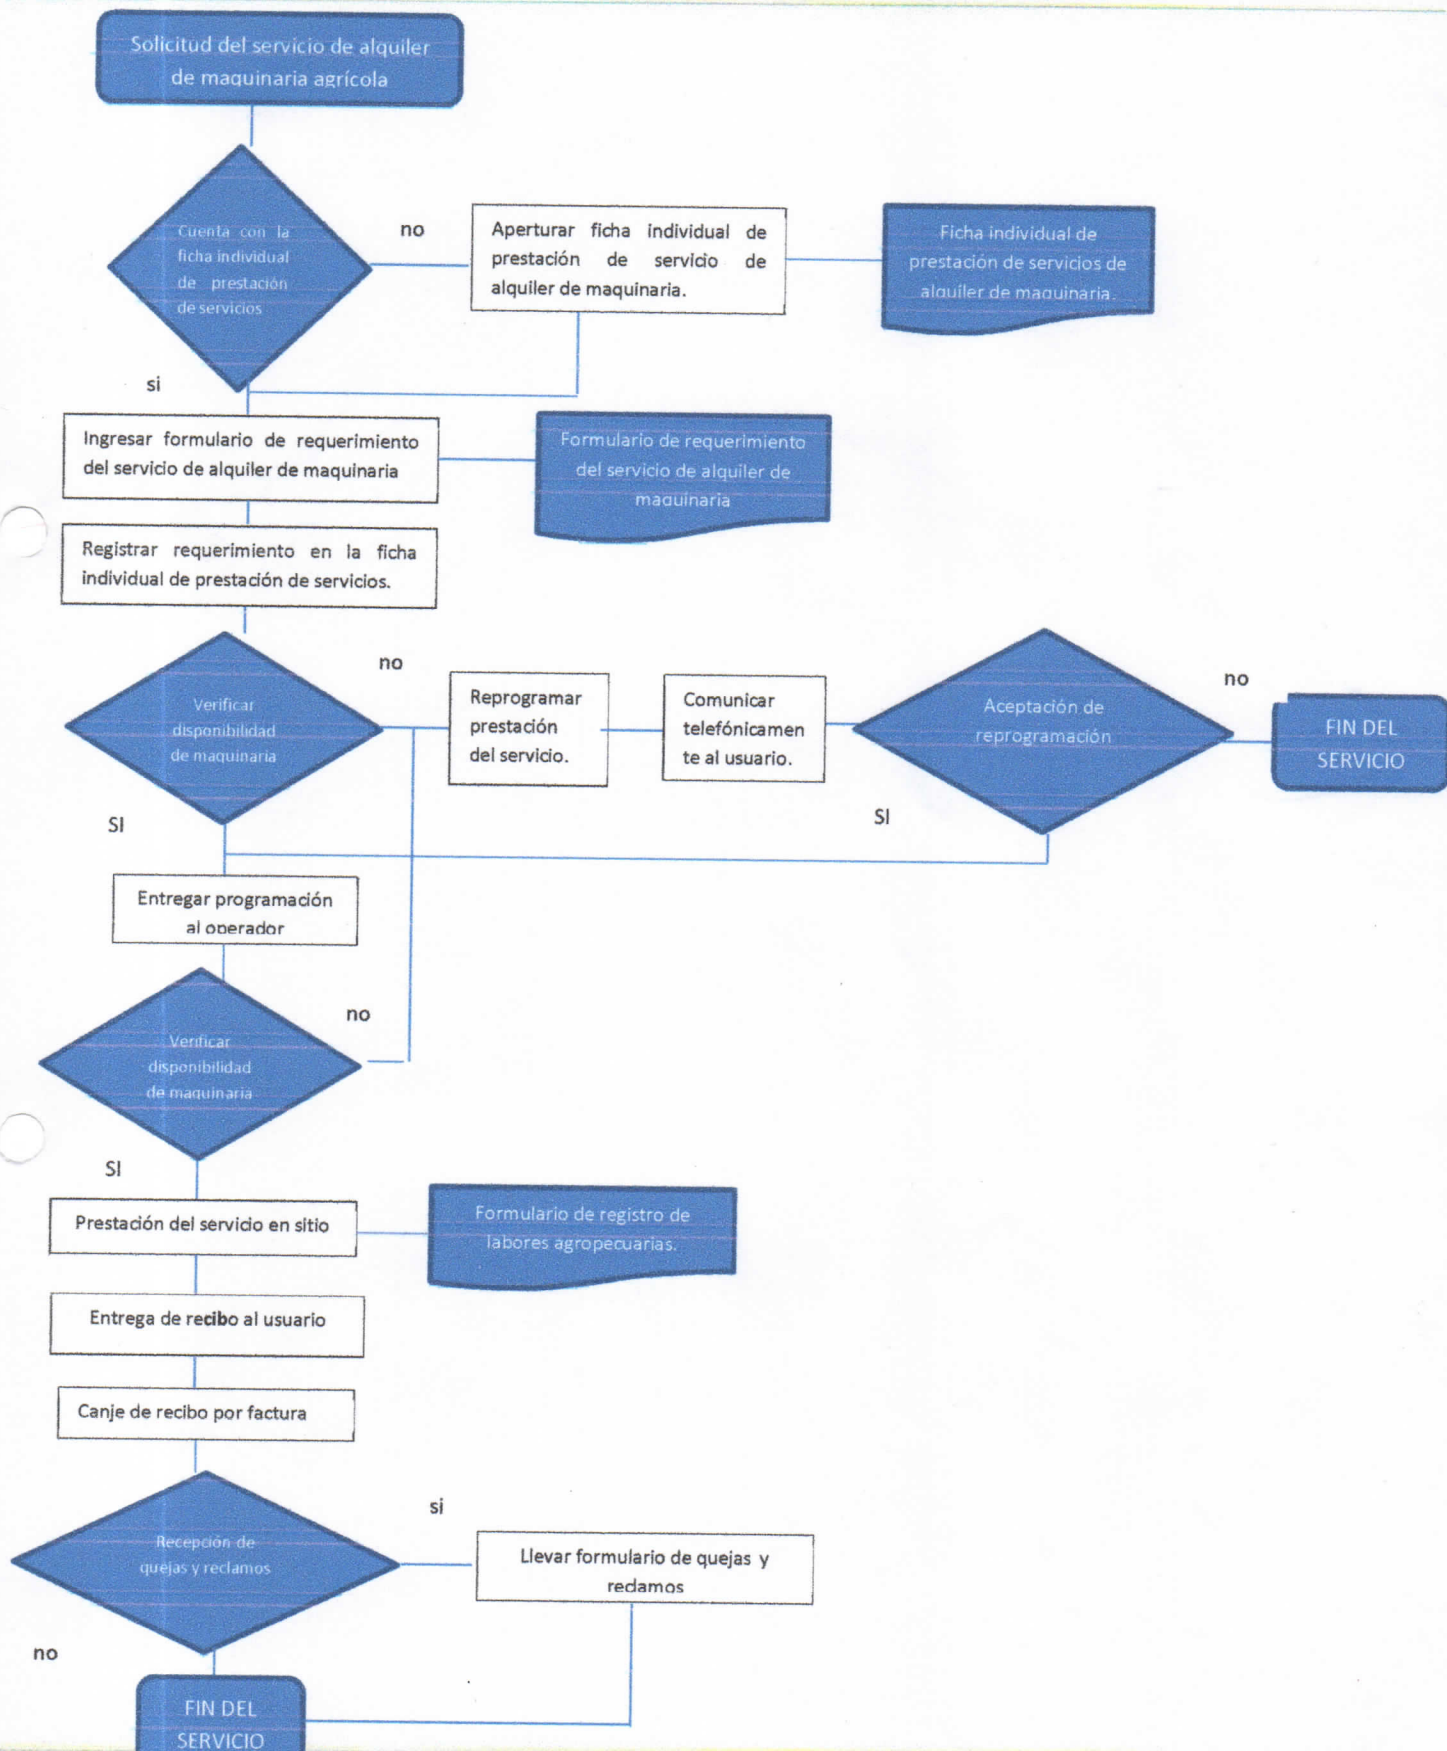 Solicitud del servicio de alquiler
de maquinaria agrícola
Cuenta con la
ficha individual
de prestación
de servicios
no
Aperturar ficha individual de
prestación de servicio de
alquiler de maquinaria.
Ficha individual de
prestación de servicios de
alquiler de maquinaria.
si
Ingresar formulario de requerimiento
del servicio de alquiler de maquinaria
Formulario de requerimiento
del servicio de alquiler de
maquinaria
Registrar requerimiento en la ficha
individual de prestación de servicios.
Verificar
disponibilidad
de maquinaria
no
Reprogramar
prestación
del servicio.
Comunicar
telefónicamen
te al usuario.
Aceptación de
reprogramación
no
FIN DEL
SERVICIO
SI
SI
Entregar programación
al operador
Verificar
disponibilidad
de maquinaria
no
SI
Prestación del servicio en sitio
Formulario de registro de
labores agropecuarias.
Entrega de recibo al usuario
Canje de recibo por factura
Recepción de
quejas y reclamos
si
Llevar formulario de quejas y
reclamos
no
FIN DEL
SERVICIO